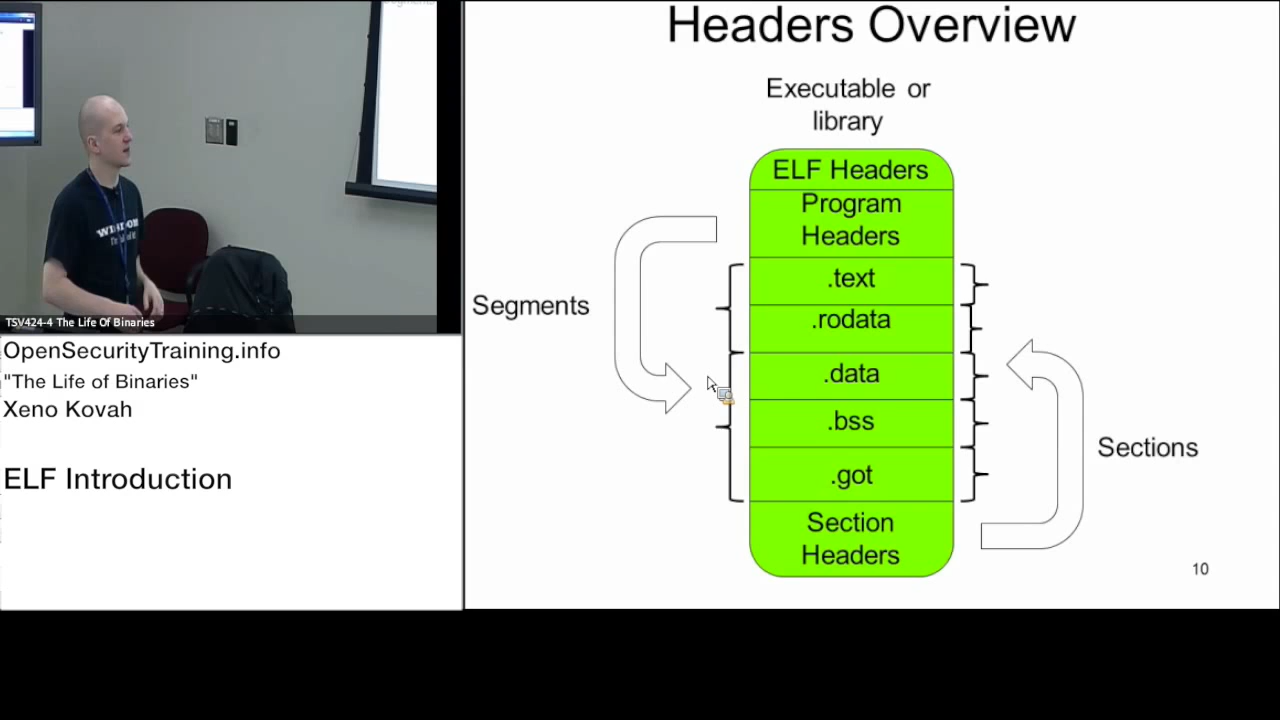 Headers Overview
Executable or
library
ELF Headers
Program
Headers
.text
.rodata
.data
.bss
.got
Section
Headers
Segments
Sections
10
TSV424-4 The Life Of Binaries
OpenSecurityTraining.info
"The Life of Binaries"
Xeno Kovah
ELF Introduction